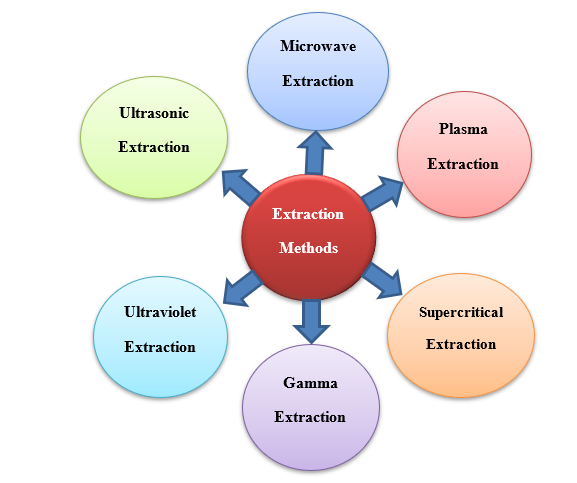 Microwave
Extraction
Ultrasonic
Extraction
Plasma
Extraction
Extraction
Methods
Ultraviolet
Extraction
Supercritical
Extraction
Gamma
Extraction